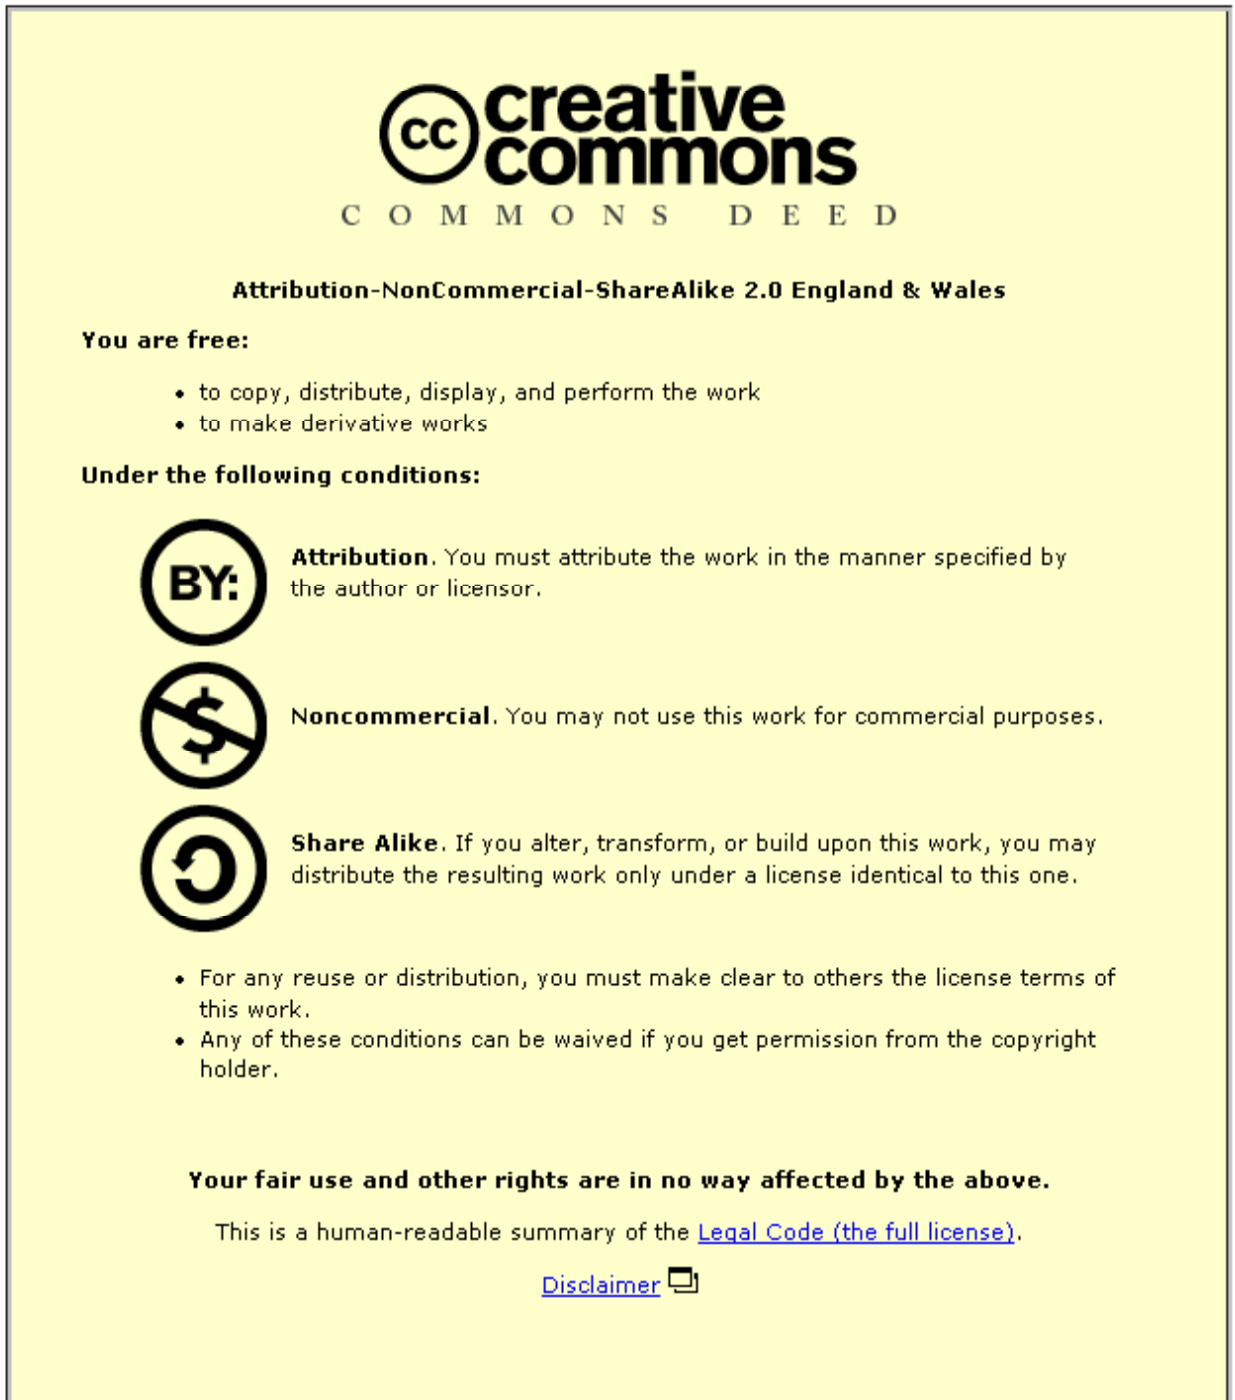 cc creative
commons
COMMONS DEED
Attribution-NonCommercial-ShareAlike 2.0 England & Wales
You are free:
• to copy, distribute, display, and perform the work
• to make derivative works
Under the following conditions:
BY:
Attribution. You must attribute the work in the manner specified by
the author or licensor.
$
Noncommercial. You may not use this work for commercial purposes.
Share Alike. If you alter, transform, or build upon this work, you may
distribute the resulting work only under a license identical to this one.
• For any reuse or distribution, you must make clear to others the license terms of
this work.
• Any of these conditions can be waived if you get permission from the copyright
holder.
Your fair use and other rights are in no way affected by the above.
This is a human-readable summary of the Legal Code (the full license).
Disclaimer